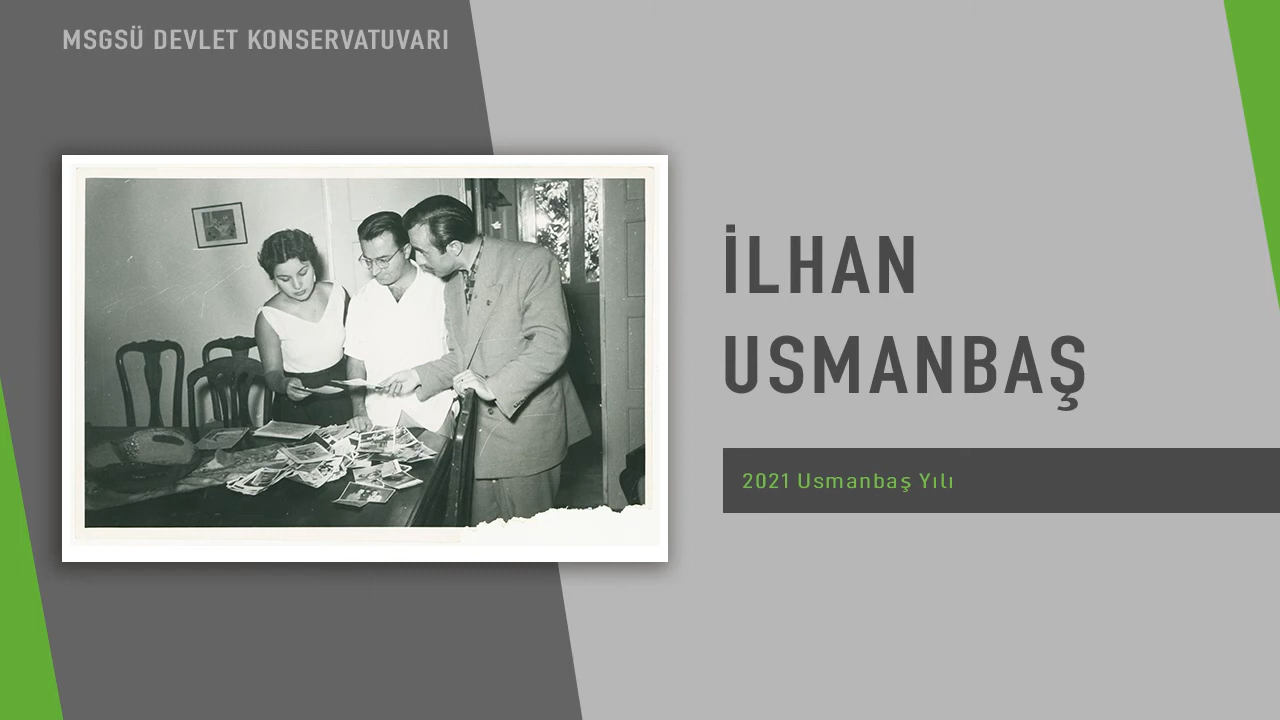 MSGSÜ DEVLET KONSERVATUVARI
İLHAN
USMANBAŞ
2021 Usmanbaş Yılı